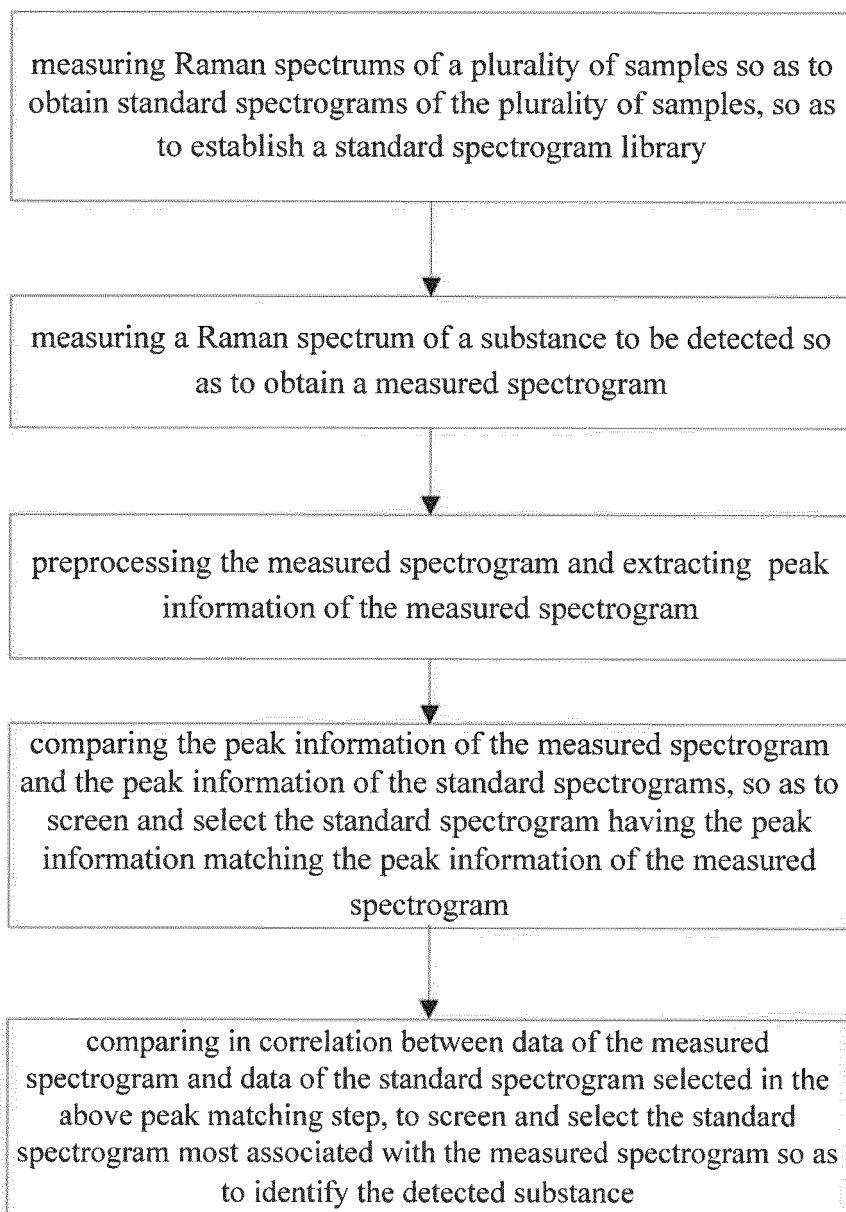 measuring Raman spectrums of a plurality of samples so as to
obtain standard spectrograms of the plurality of samples, so as
to establish a standard spectrogram library
measuring a Raman spectrum of a substance to be detected so
as to obtain a measured spectrogram
preprocessing the measured spectrogram and extracting peak
information of the measured spectrogram
comparing the peak information of the measured spectrogram
and the peak information of the standard spectrograms, so as to
screen and select the standard spectrogram having the peak
information matching the peak information of the measured
spectrogram
comparing in correlation between data of the measured
spectrogram and data of the standard spectrogram selected in the
above peak matching step, to screen and select the standard
spectrogram most associated with the measured spectrogram so as
to identify the detected substance